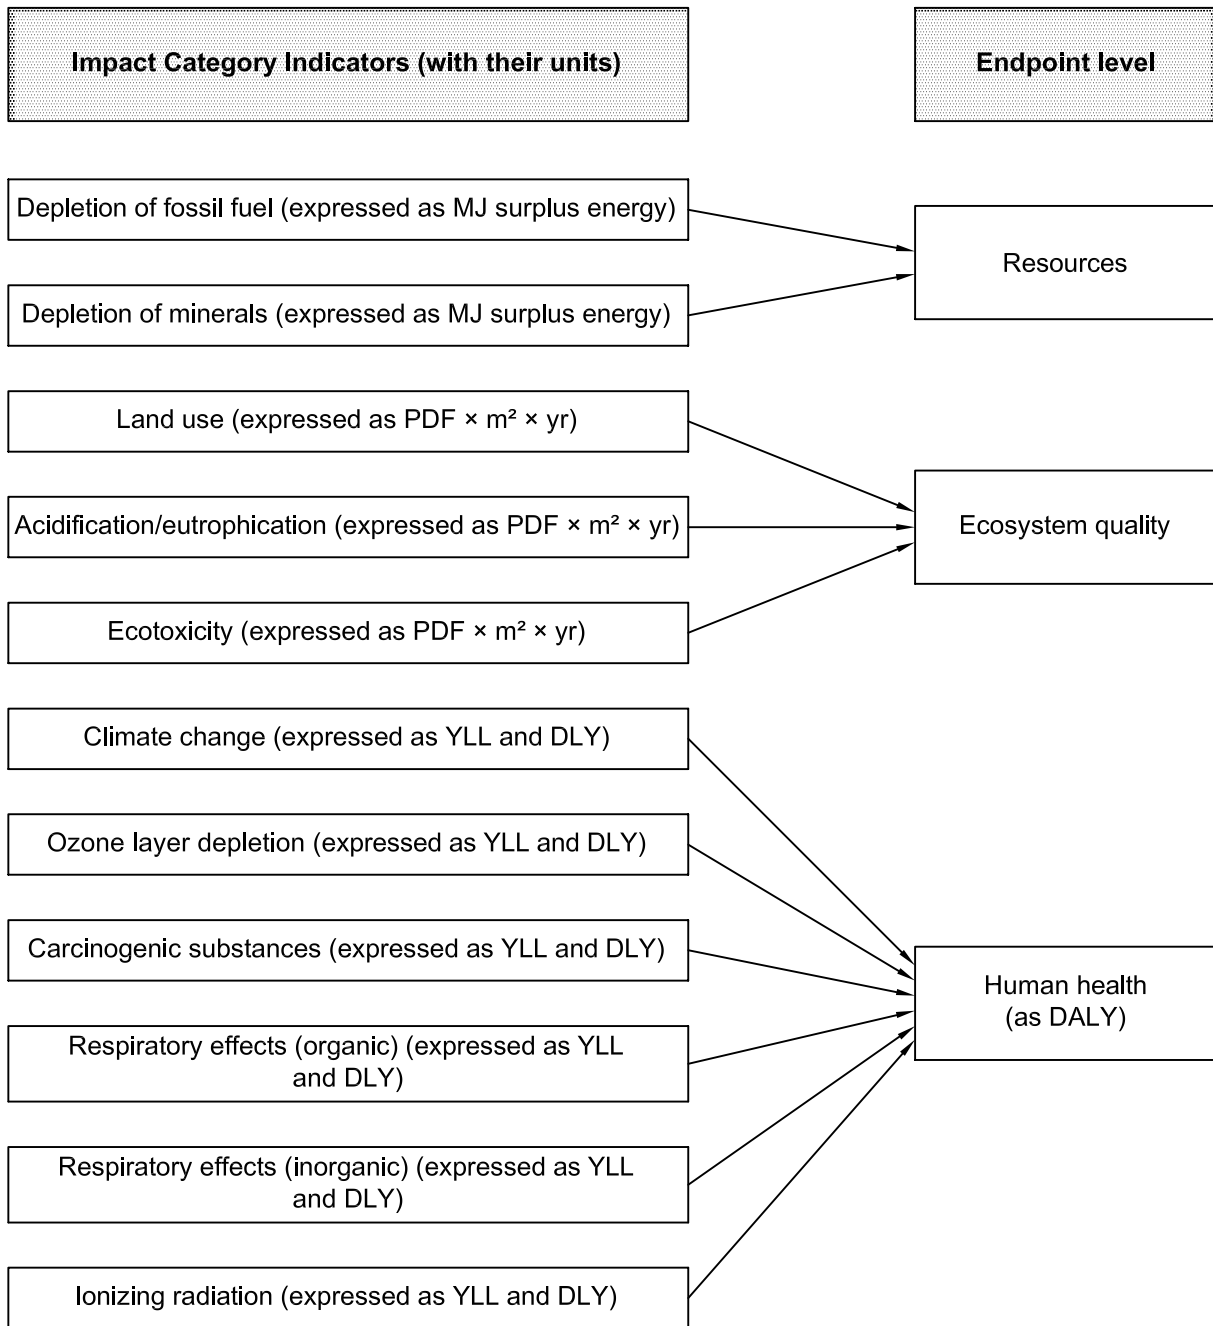 Impact Category Indicators (with their units)
Endpoint level
Depletion of fossil fuel (expressed as MJ surplus energy)
Depletion of minerals (expressed as MJ surplus energy)
Resources
Land use (expressed as PDF × m² × yr)
Acidification/eutrophication (expressed as PDF × m² × yr)
Ecotoxicity (expressed as PDF × m² × yr)
Ecosystem quality
Climate change (expressed as YLL and DLY)
Ozone layer depletion (expressed as YLL and DLY)
Carcinogenic substances (expressed as YLL and DLY)
Respiratory effects (organic) (expressed as YLL
and DLY)
Respiratory effects (inorganic) (expressed as YLL
and DLY)
Ionizing radiation (expressed as YLL and DLY)
Human health
(as DALY)